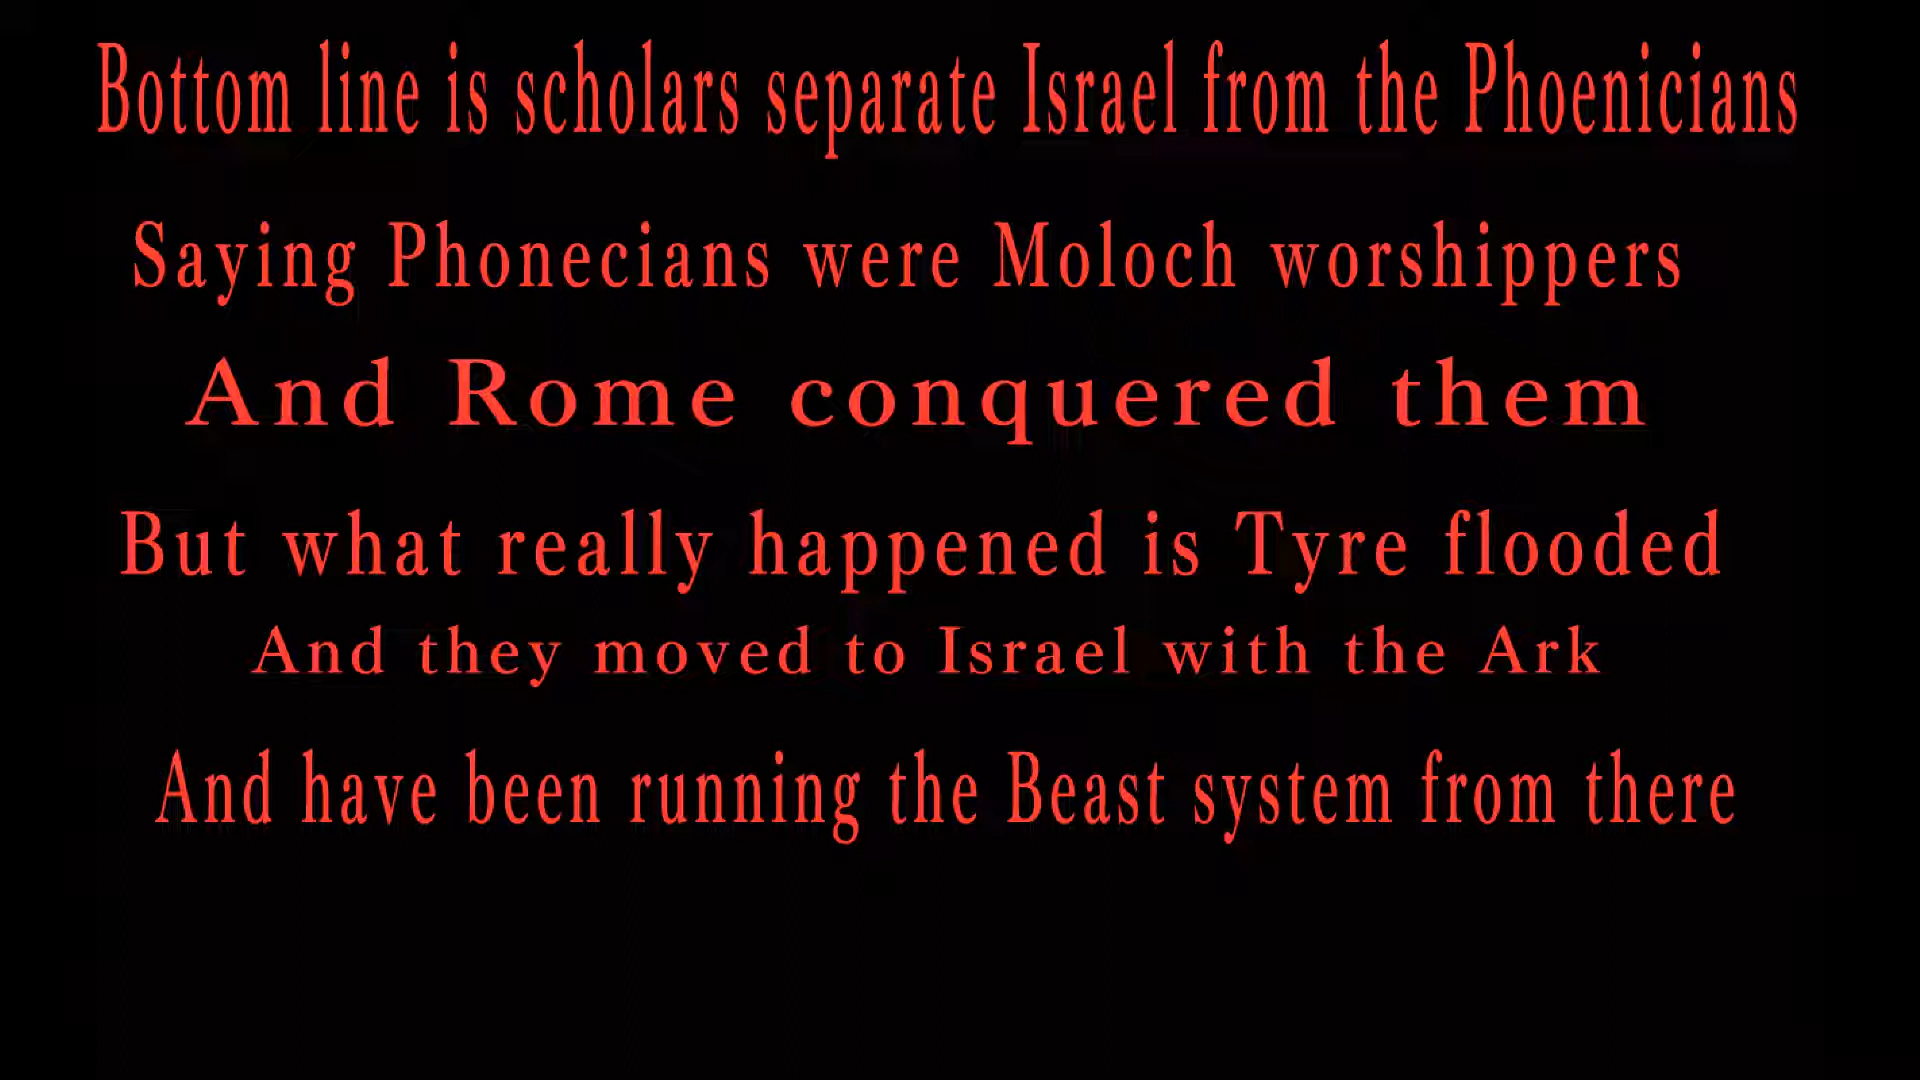 Bottom line is scholars separate Israel from the Phoenicians
Saying Phonecians were Moloch worshippers
And Rome conquered them
But what really happened is Tyre flooded
And they moved to Israel with the Ark
And have been running the Beast system from there